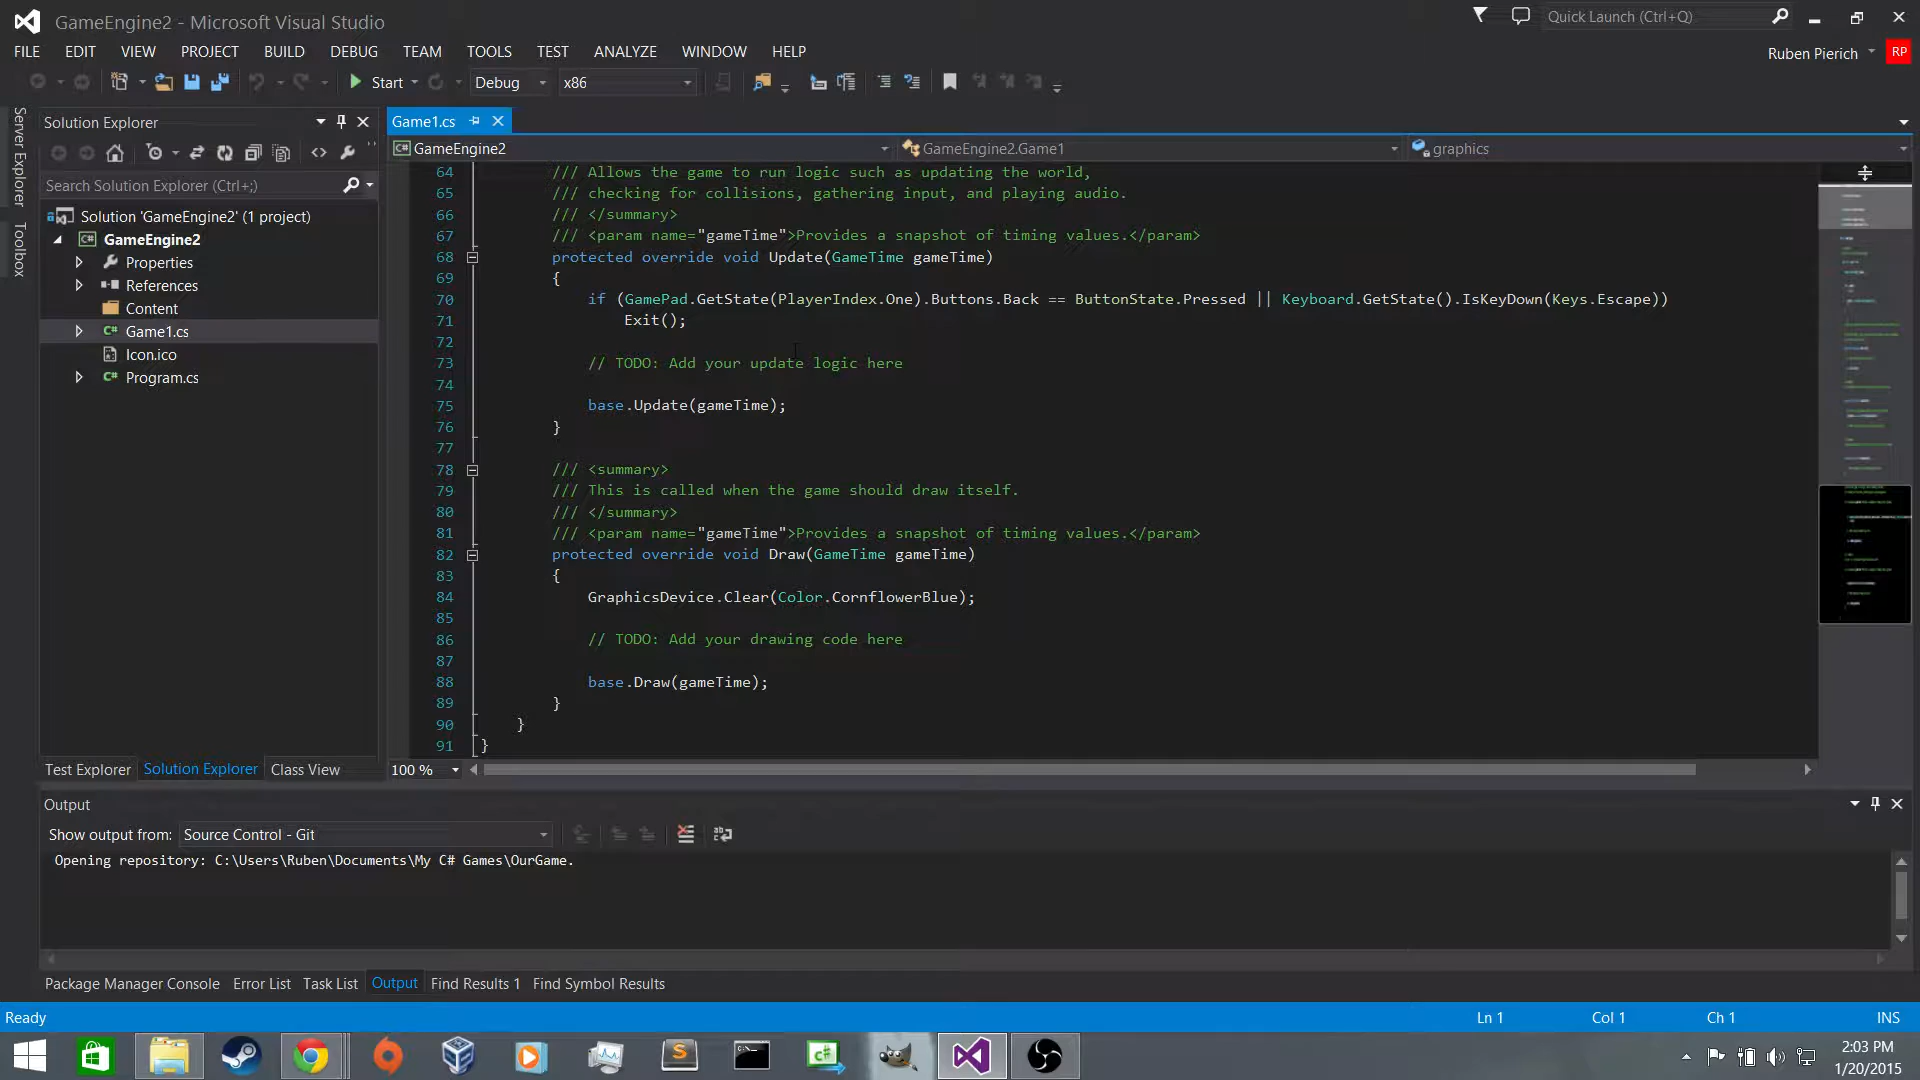 GameEngine2 - Microsoft Visual Studio
Quick Launch (Ctrl+Q)
FILE EDIT VIEW PROJECT BUILD DEBUG TEAM TOOLS TEST ANALYZE WINDOW HELP
Ruben Pierich RP
Start Debug x86
Server Explorer
Toolbox
Solution Explorer
Search Solution Explorer (Ctrl+;)
Solution 'GameEngine2' (1 project)
GameEngine2
Properties
References
Content
Game1.cs
Icon.ico
Program.cs
Test Explorer Solution Explorer Class View
Game1.cs
GameEngine2 GameEngine2.Game1 graphics
64 /// Allows the game to run logic such as updating the world,
65 /// checking for collisions, gathering input, and playing audio.
66 /// </summary>
67 /// <param name="gameTime">Provides a snapshot of timing values.</param>
68 protected override void Update(GameTime gameTime)
69 {
70 if (GamePad.GetState(PlayerIndex.One).Buttons.Back == ButtonState.Pressed || Keyboard.GetState().IsKeyDown(Keys.Escape))
71 Exit();
72
73 // TODO: Add your update logic here
74
75 base.Update(gameTime);
76 }
77
78 /// <summary>
79 /// This is called when the game should draw itself.
80 /// </summary>
81 /// <param name="gameTime">Provides a snapshot of timing values.</param>
82 protected override void Draw(GameTime gameTime)
83 {
84 GraphicsDevice.Clear(Color.CornflowerBlue);
85
86 // TODO: Add your drawing code here
87
88 base.Draw(gameTime);
89 }
90 }
91 }
100 %
Output
Show output from: Source Control - Git
Opening repository: C:\Users\Ruben\Documents\My C# Games\OurGame.
Package Manager Console Error List Task List Output Find Results 1 Find Symbol Results
Ready Ln 1 Col 1 Ch 1 INS
2:03 PM
1/20/2015